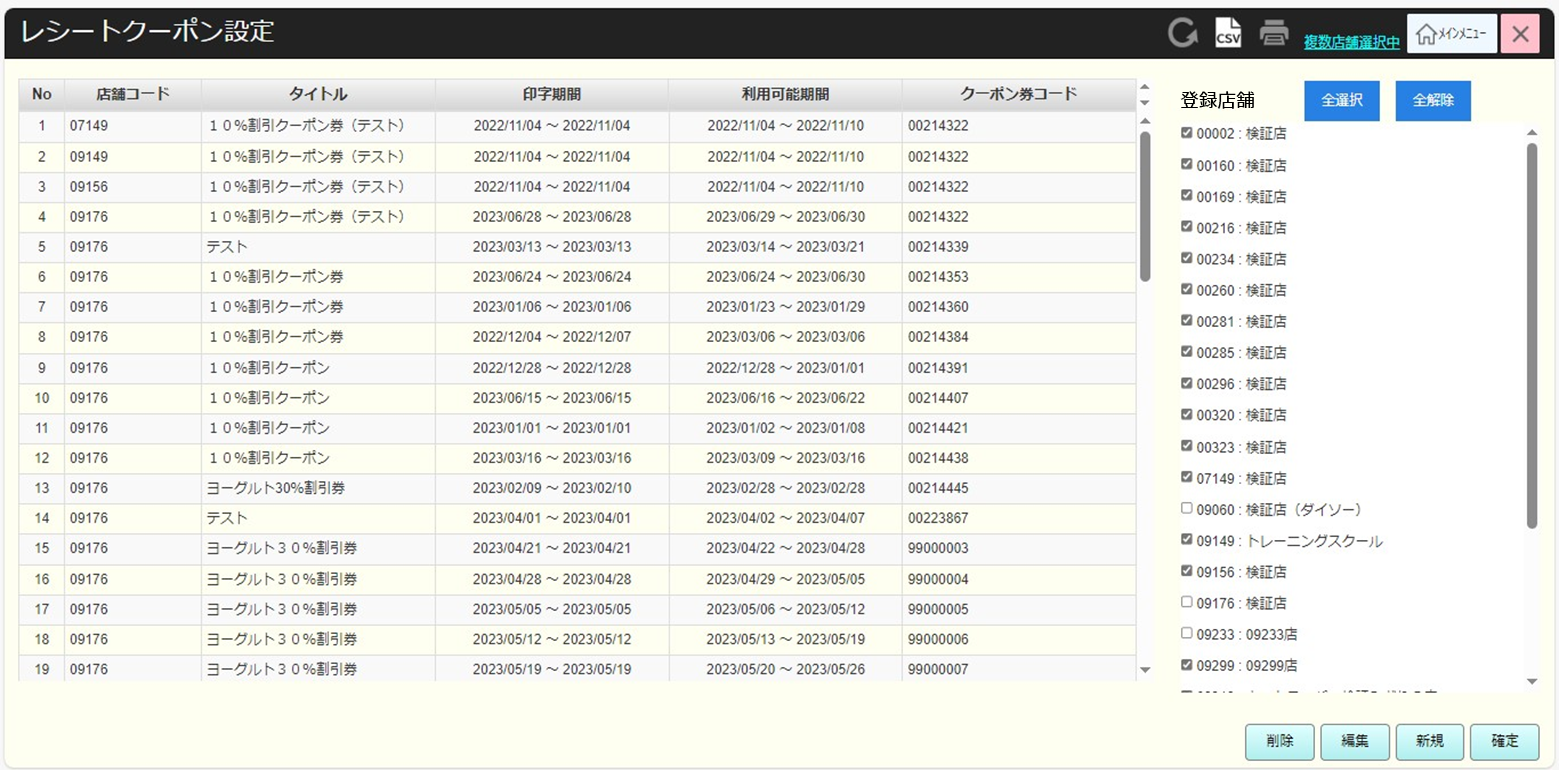 レシートクーポン設定
CSV
複数店舗選択中
ﾒｲﾝﾒﾆｭｰ
No 店舗コード タイトル 印字期間 利用可能期間 クーポン券コード
1 07149 １０％割引クーポン券（テスト） 2022/11/04 ～ 2022/11/04 2022/11/04 ～ 2022/11/10 00214322
2 09149 １０％割引クーポン券（テスト） 2022/11/04 ～ 2022/11/04 2022/11/04 ～ 2022/11/10 00214322
3 09156 １０％割引クーポン券（テスト） 2022/11/04 ～ 2022/11/04 2022/11/04 ～ 2022/11/10 00214322
4 09176 １０％割引クーポン券（テスト） 2023/06/28 ～ 2023/06/28 2023/06/29 ～ 2023/06/30 00214322
5 09176 テスト 2023/03/13 ～ 2023/03/13 2023/03/14 ～ 2023/03/21 00214339
6 09176 １０％割引クーポン券 2023/06/24 ～ 2023/06/24 2023/06/24 ～ 2023/06/30 00214353
7 09176 １０％割引クーポン券 2023/01/06 ～ 2023/01/06 2023/01/23 ～ 2023/01/29 00214360
8 09176 １０％割引クーポン券 2022/12/04 ～ 2022/12/07 2023/03/06 ～ 2023/03/06 00214384
9 09176 １０％割引クーポン 2022/12/28 ～ 2022/12/28 2022/12/28 ～ 2023/01/01 00214391
10 09176 １０％割引クーポン 2023/06/15 ～ 2023/06/15 2023/06/16 ～ 2023/06/22 00214407
11 09176 １０％割引クーポン 2023/01/01 ～ 2023/01/01 2023/01/02 ～ 2023/01/08 00214421
12 09176 １０％割引クーポン 2023/03/16 ～ 2023/03/16 2023/03/09 ～ 2023/03/16 00214438
13 09176 ヨーグルト30%割引券 2023/02/09 ～ 2023/02/10 2023/02/28 ～ 2023/02/28 00214445
14 09176 テスト 2023/04/01 ～ 2023/04/01 2023/04/02 ～ 2023/04/07 00223867
15 09176 ヨーグルト３０％割引券 2023/04/21 ～ 2023/04/21 2023/04/22 ～ 2023/04/28 99000003
16 09176 ヨーグルト３０％割引券 2023/04/28 ～ 2023/04/28 2023/04/29 ～ 2023/05/05 99000004
17 09176 ヨーグルト３０％割引券 2023/05/05 ～ 2023/05/05 2023/05/06 ～ 2023/05/12 99000005
18 09176 ヨーグルト３０％割引券 2023/05/12 ～ 2023/05/12 2023/05/13 ～ 2023/05/19 99000006
19 09176 ヨーグルト３０％割引券 2023/05/19 ～ 2023/05/19 2023/05/20 ～ 2023/05/26 99000007
登録店舗 全選択 全解除
00002 : 検証店
00160 : 検証店
00169 : 検証店
00216 : 検証店
00234 : 検証店
00260 : 検証店
00281 : 検証店
00285 : 検証店
00296 : 検証店
00320 : 検証店
00323 : 検証店
07149 : 検証店
09060 : 検証店（ダイソー）
09149 : トレーニングスクール
09156 : 検証店
09176 : 検証店
09233 : 09233店
09299 : 09299店
削除 編集 新規 確定